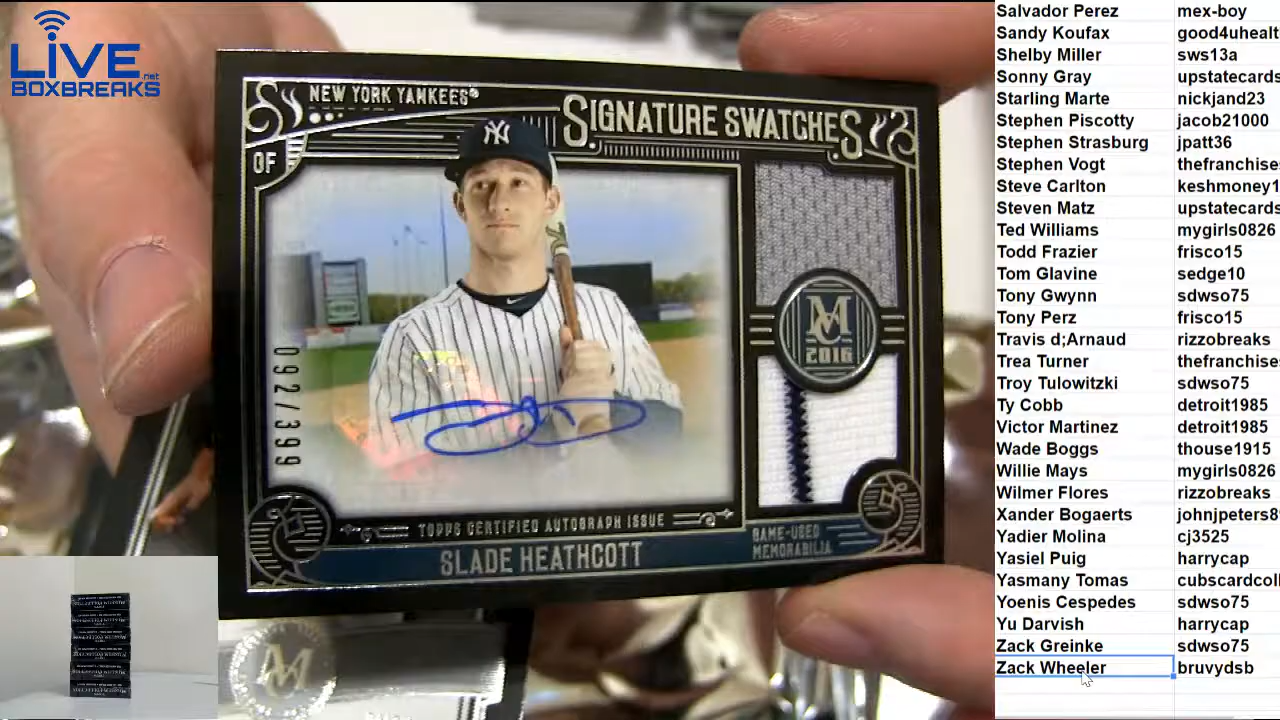 LIVE
.net
BOXBREAKS
NEW YORK YANKEES®
SIGNATURE SWATCHES
OF
NY
092/399
MC
2016
TOPPS CERTIFIED AUTOGRAPH ISSUE
SLADE HEATHCOTT
GAME-USED
MEMORABILIA
Salvador Perez mex-boy
Sandy Koufax good4uhealt
Shelby Miller sws13a
Sonny Gray upstatecards
Starling Marte nickjand23
Stephen Piscotty jacob21000
Stephen Strasburg jpatt36
Stephen Vogt thefranchise
Steve Carlton keshmoney1
Steven Matz upstatecards
Ted Williams mygirls0826
Todd Frazier frisco15
Tom Glavine sedge10
Tony Gwynn sdwso75
Tony Perz frisco15
Travis d;Arnaud rizzobreaks
Trea Turner thefranchise
Troy Tulowitzki sdwso75
Ty Cobb detroit1985
Victor Martinez detroit1985
Wade Boggs thouse1915
Willie Mays mygirls0826
Wilmer Flores rizzobreaks
Xander Bogaerts johnjpeters8
Yadier Molina cj3525
Yasiel Puig harrycap
Yasmany Tomas cubscardcoll
Yoenis Cespedes sdwso75
Yu Darvish harrycap
Zack Greinke sdwso75
Zack Wheeler bruvydsb